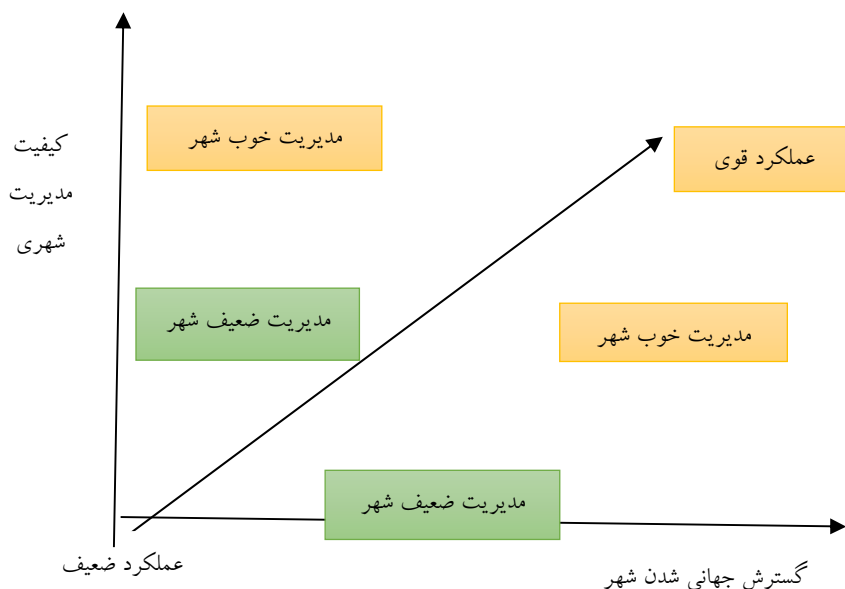 کیفیت
مدیریت
شهری
مدیریت خوب شهر
عملکرد قوی
مدیریت ضعیف شهر
مدیریت خوب شهر
مدیریت ضعیف شهر
عملکرد ضعیف
گسترش جهانی شدن شهر